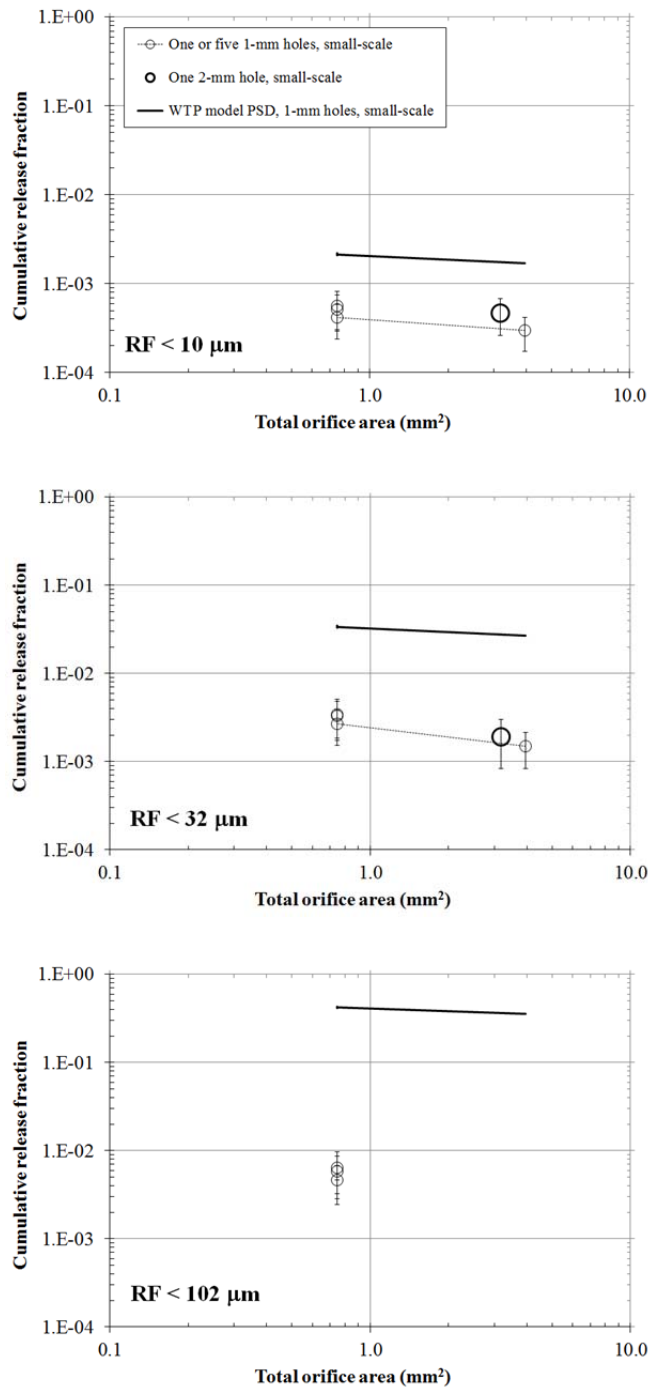 1.E+00
One or five 1-mm holes, small-scale
One 2-mm hole, small-scale
WTP model PSD, 1-mm holes, small-scale
1.E-01
1.E-02
1.E-03
1.E-04
Cumulative release fraction
RF < 10 μm
0.1 1.0 10.0
Total orifice area (mm²)
1.E+00
1.E-01
1.E-02
1.E-03
1.E-04
Cumulative release fraction
RF < 32 μm
0.1 1.0 10.0
Total orifice area (mm²)
1.E+00
1.E-01
1.E-02
1.E-03
1.E-04
Cumulative release fraction
RF < 102 μm
0.1 1.0 10.0
Total orifice area (mm²)